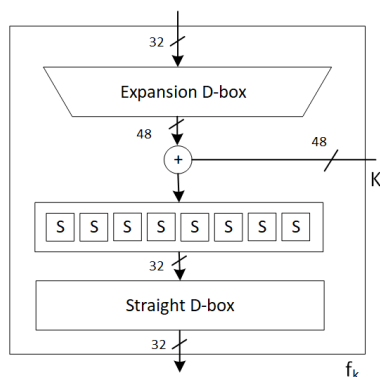 32
Expansion D-box
48
48
+
K
S S S S S S S S
32
Straight D-box
32
fk